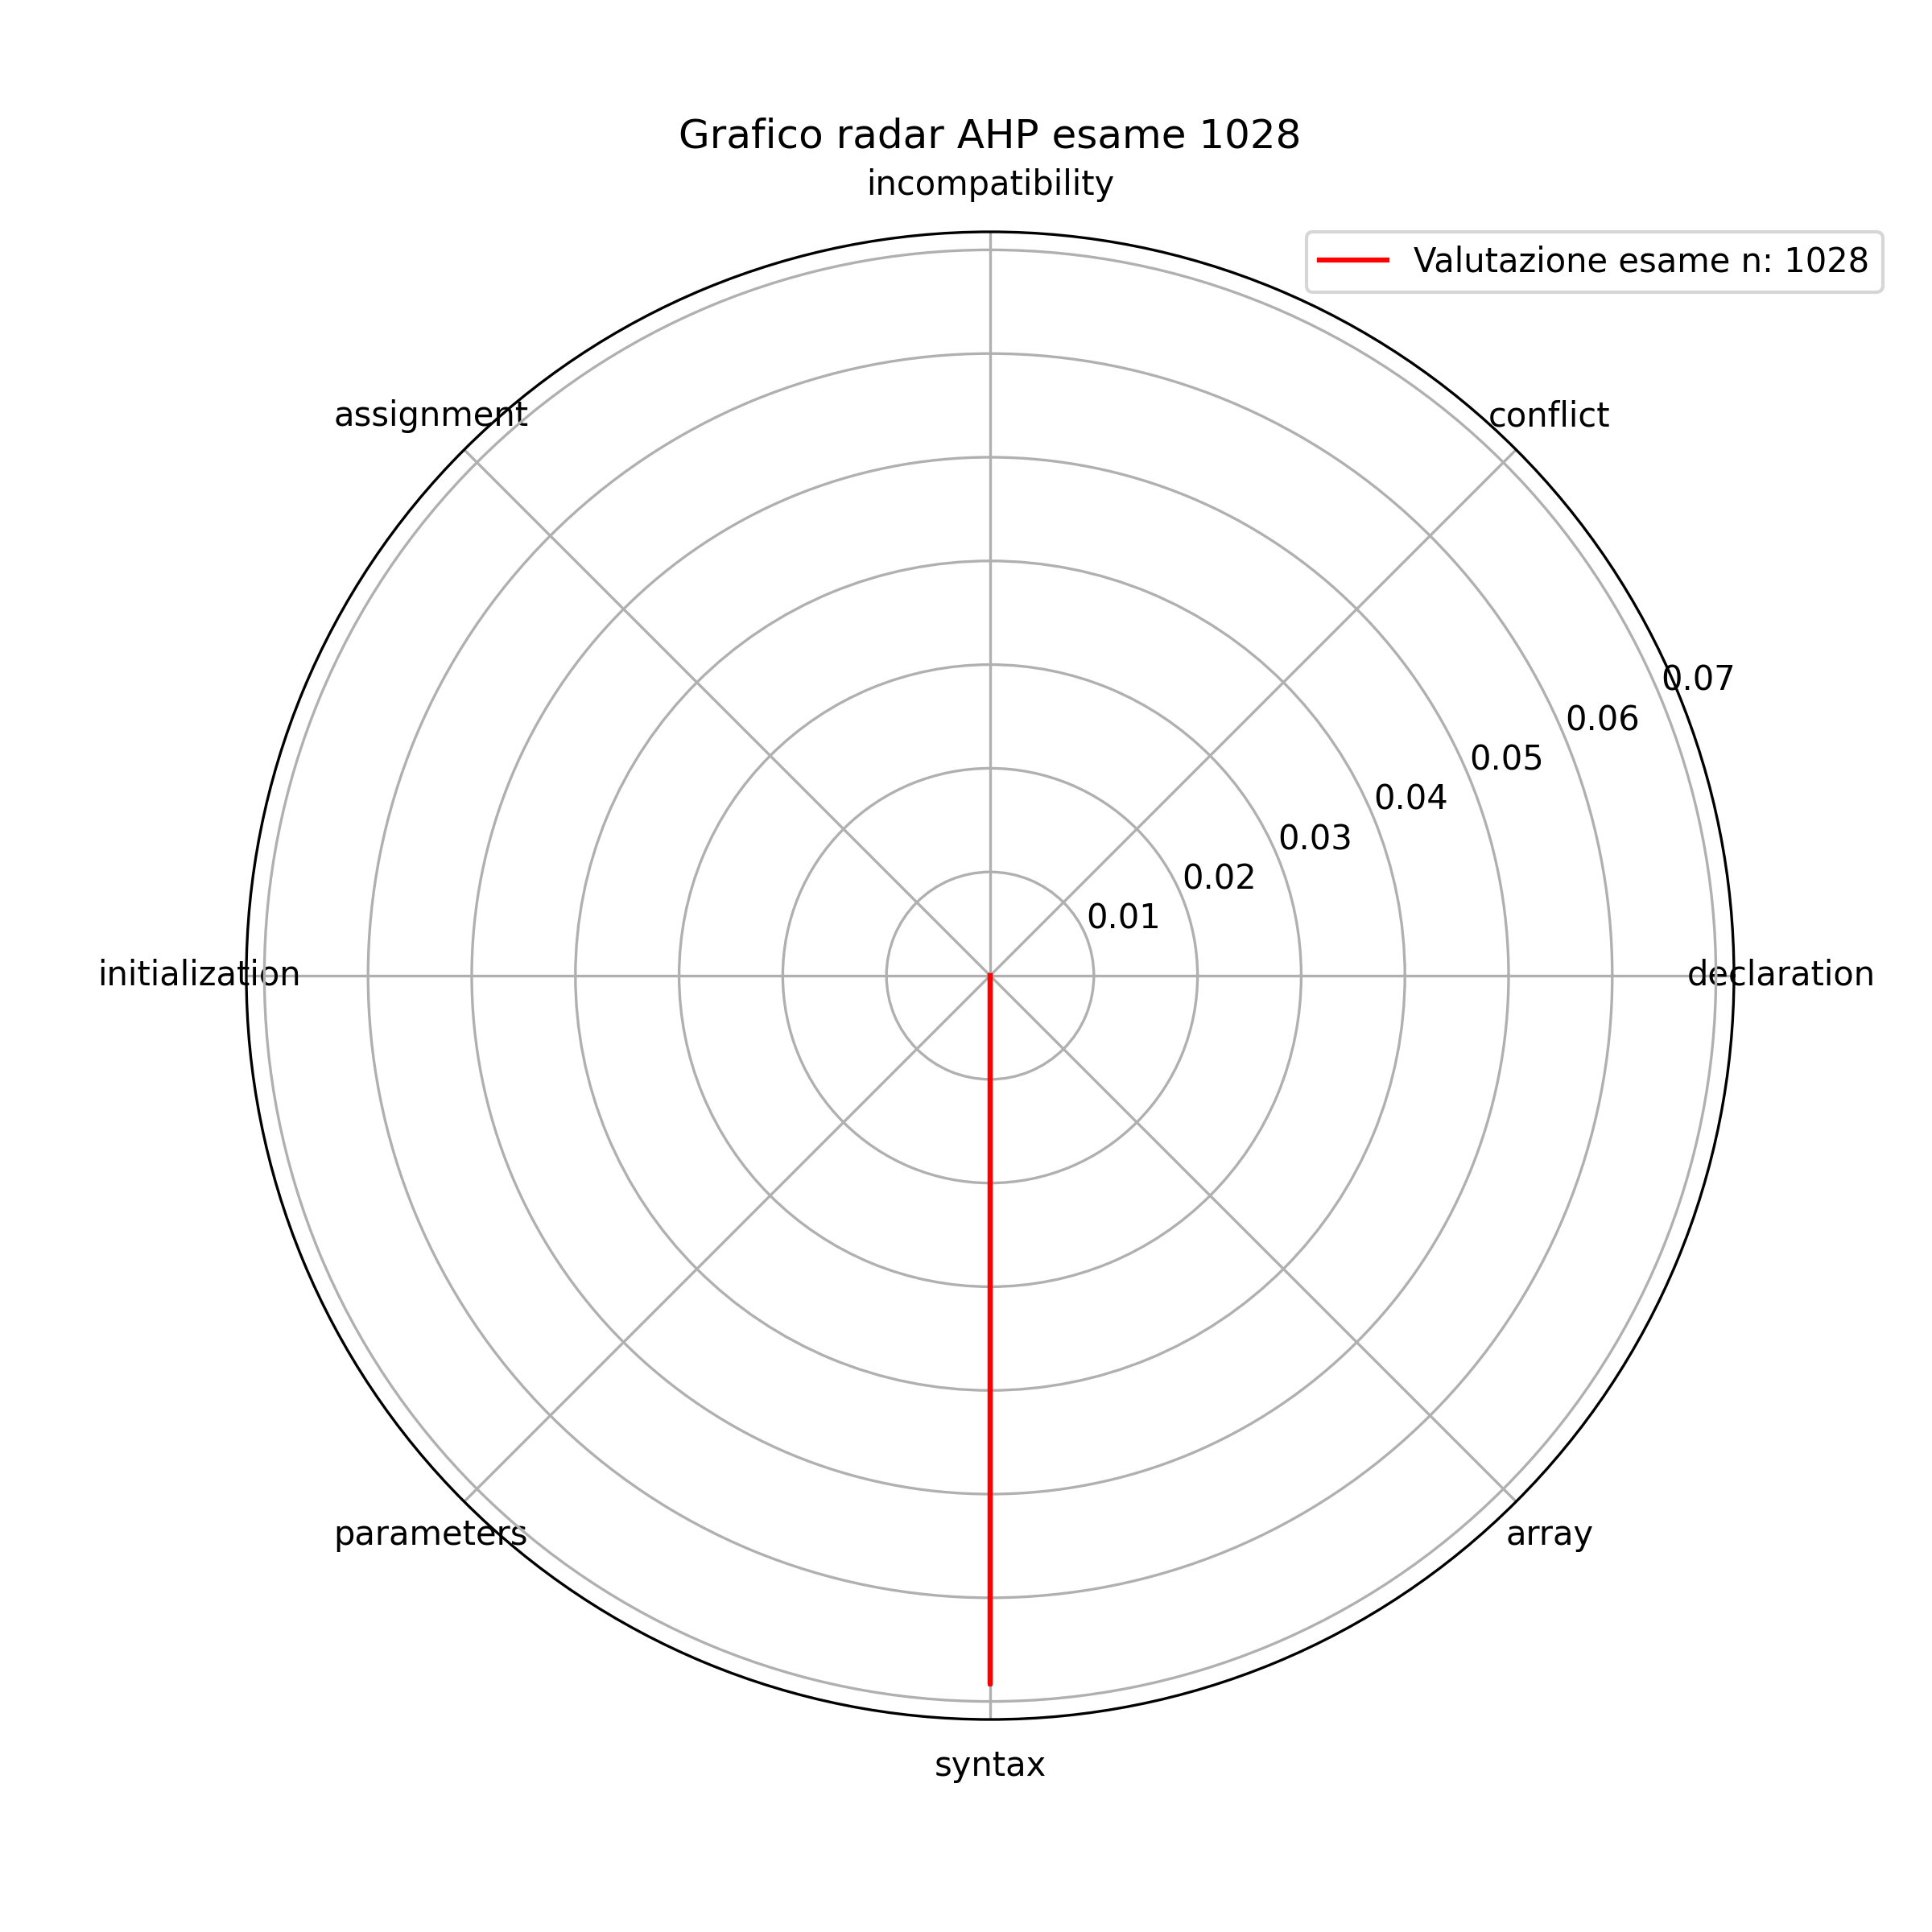 Grafico radar AHP esame 1028
incompatibility
Valutazione esame n: 1028
assignment
conflict
0.07
0.06
0.05
0.04
0.03
0.02
0.01
initialization
declaration
parameters
array
syntax